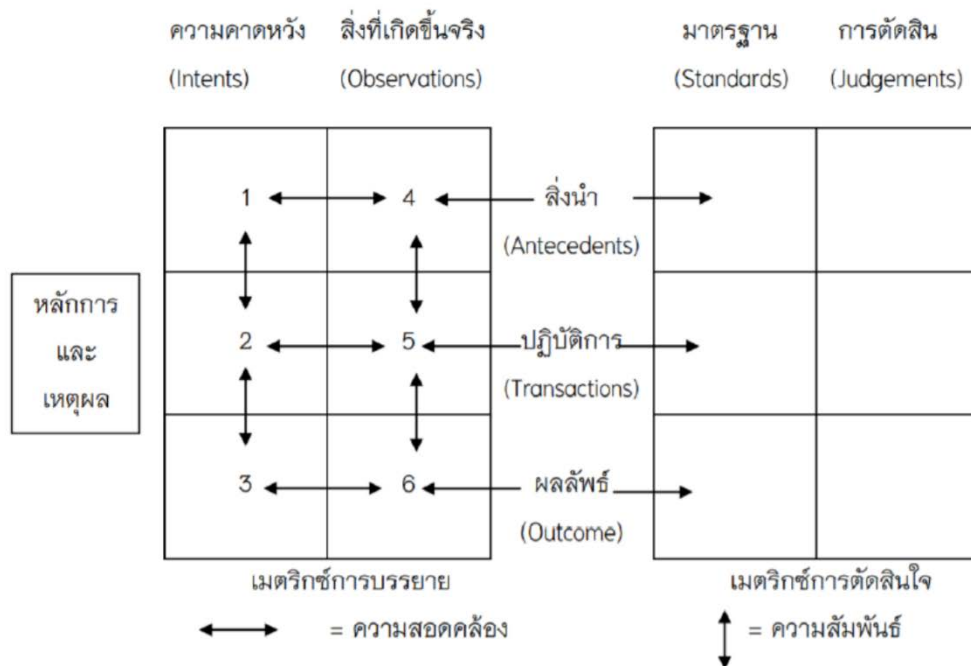 ความคาดหวัง สิ่งที่เกิดขึ้นจริง มาตรฐาน การตัดสิน
(Intents) (Observations) (Standards) (Judgements)
1 4 สิ่งนำ
(Antecedents)
หลักการ
และ
เหตุผล
2 5 ปฏิบัติการ
(Transactions)
3 6 ผลลัพธ์
(Outcome)
เมตริกซ์การบรรยาย เมตริกซ์การตัดสินใจ
= ความสอดคล้อง = ความสัมพันธ์